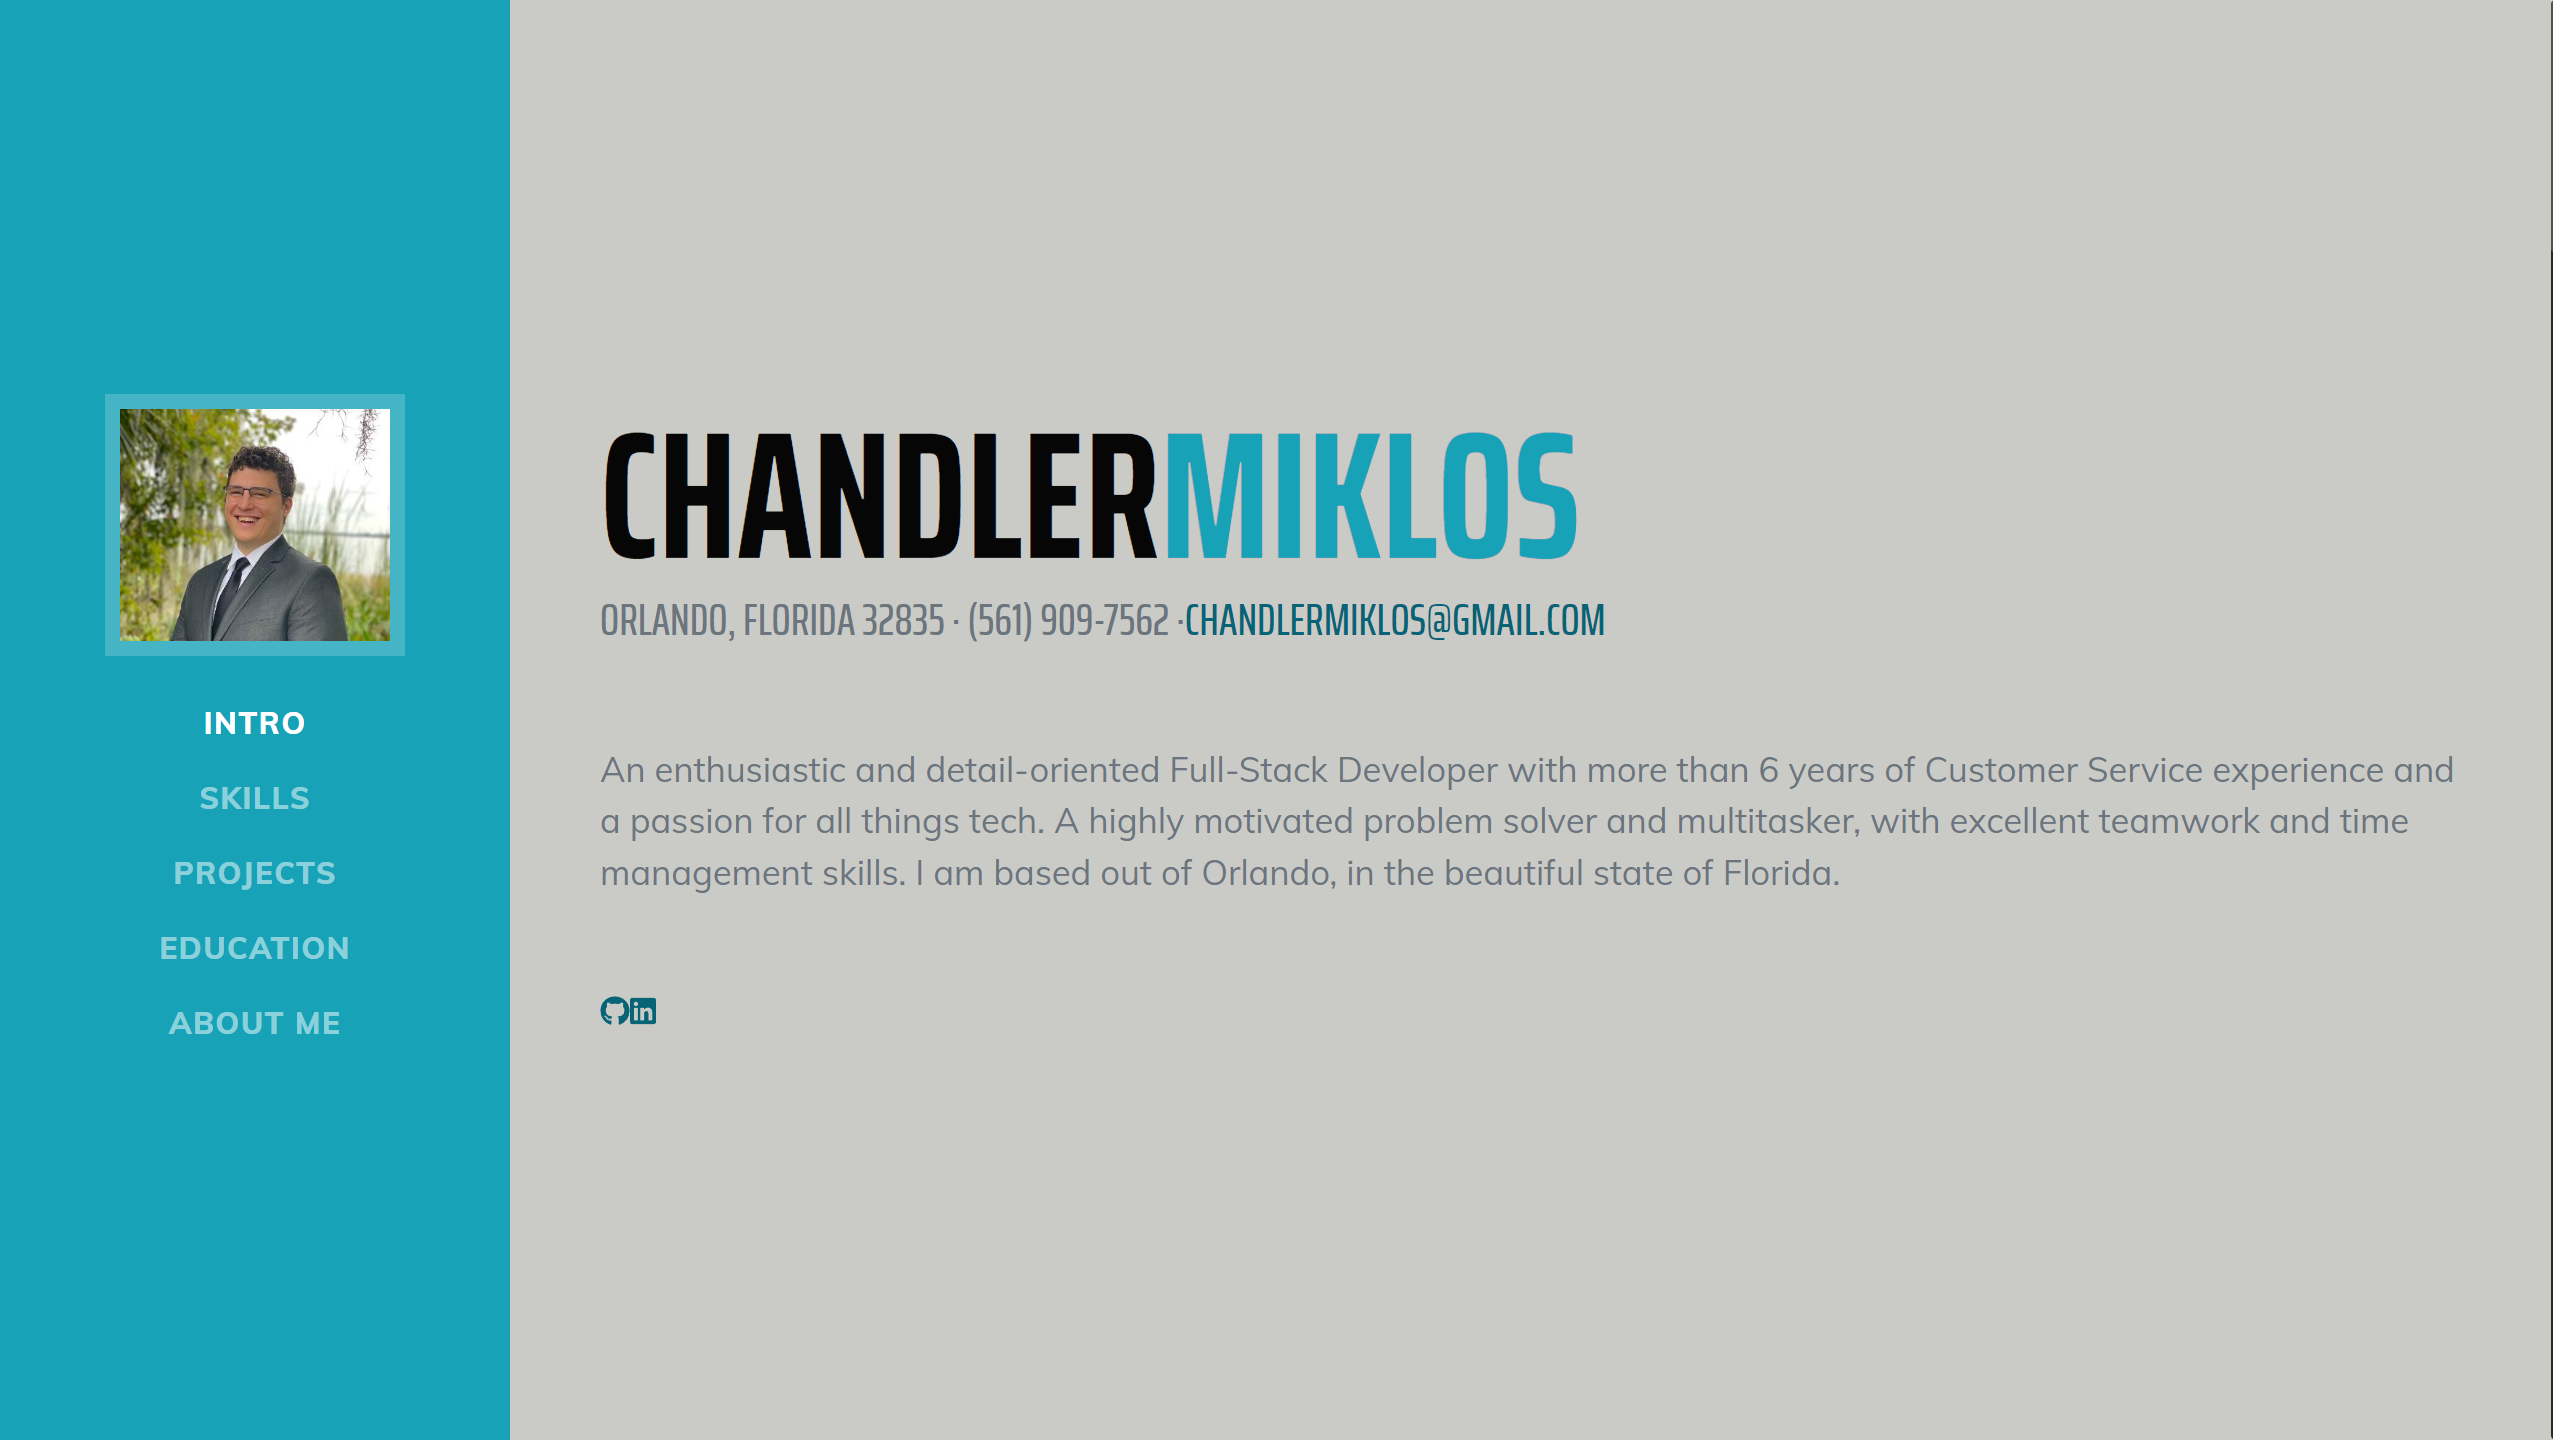 INTRO
SKILLS
PROJECTS
EDUCATION
ABOUT ME
CHANDLERMIKLOS
ORLANDO, FLORIDA 32835 · (561) 909-7562 ·CHANDLERMIKLOS@GMAIL.COM
An enthusiastic and detail-oriented Full-Stack Developer with more than 6 years of Customer Service experience and
a passion for all things tech. A highly motivated problem solver and multitasker, with excellent teamwork and time
management skills. I am based out of Orlando, in the beautiful state of Florida.
in